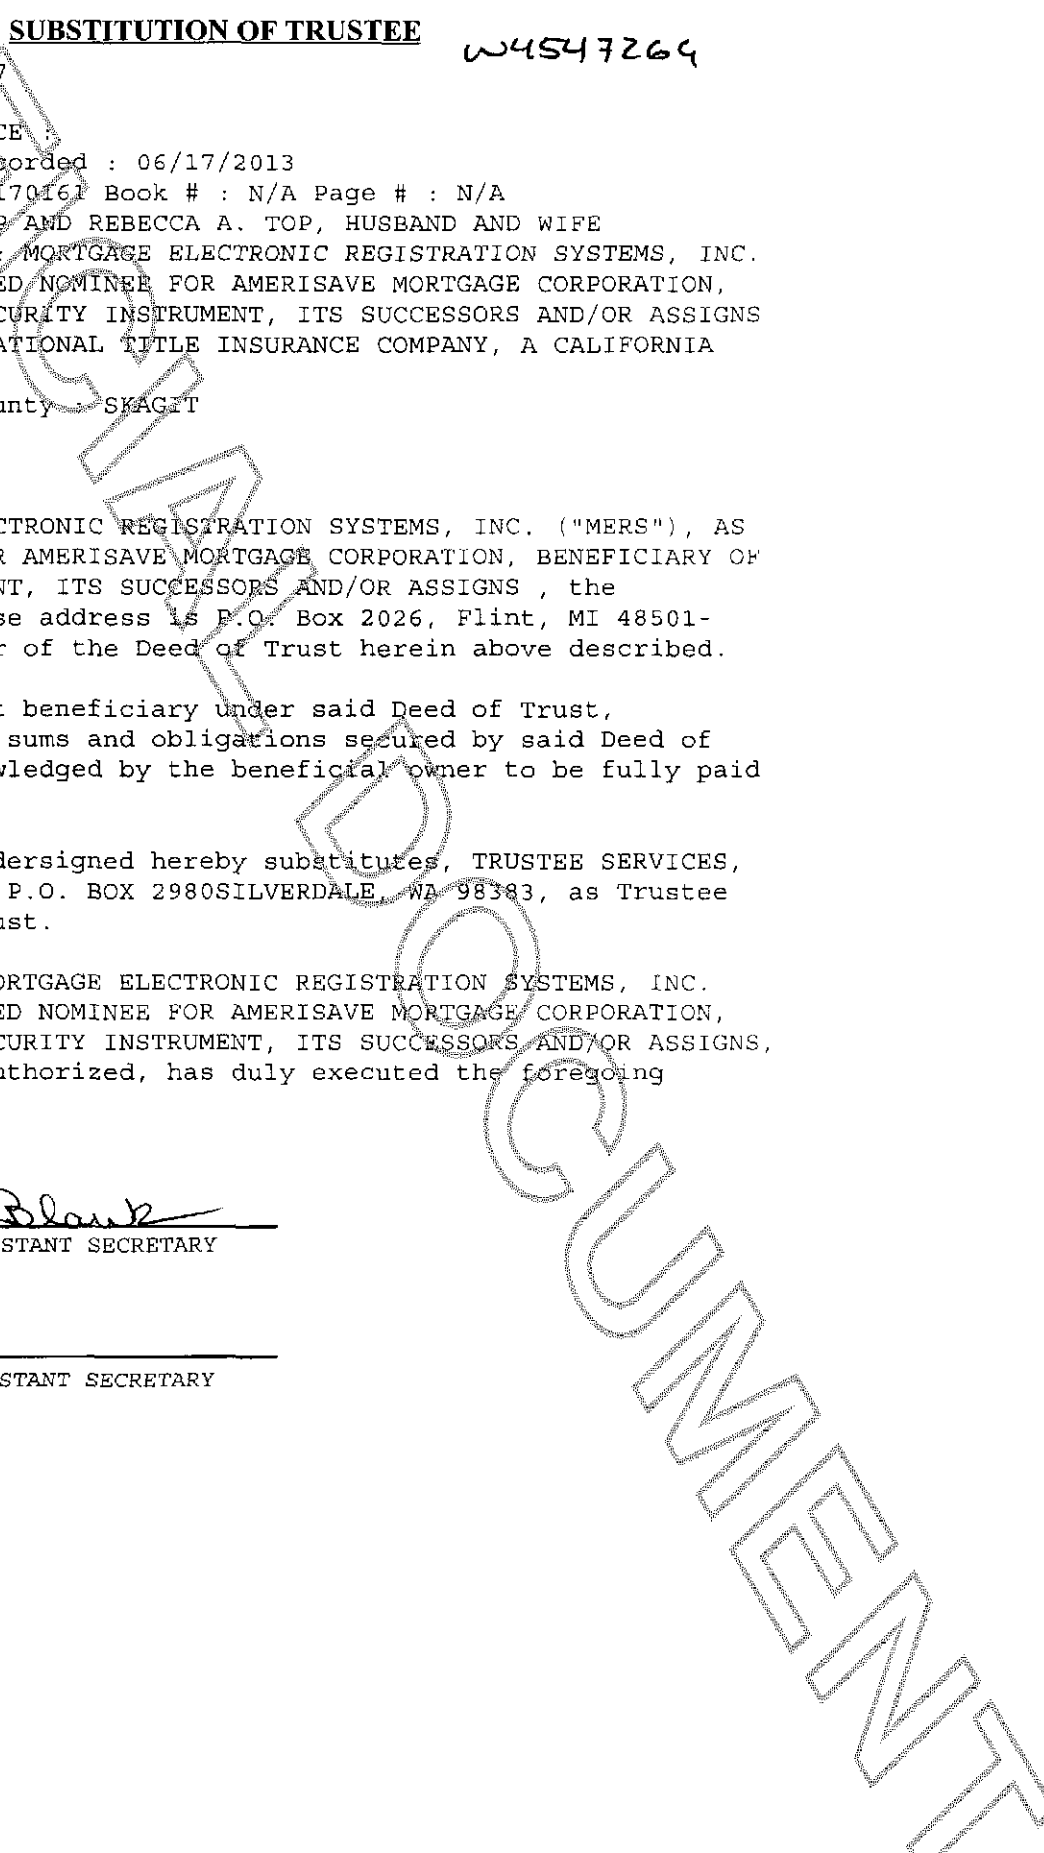 SUBSTITUTION OF TRUSTEE
W4547264
7
CE :
corded : 06/17/2013
170161 Book # : N/A Page # : N/A
AND REBECCA A. TOP, HUSBAND AND WIFE
: MORTGAGE ELECTRONIC REGISTRATION SYSTEMS, INC.
ED NOMINEE FOR AMERISAVE MORTGAGE CORPORATION,
CURITY INSTRUMENT, ITS SUCCESSORS AND/OR ASSIGNS
ATIONAL TITLE INSURANCE COMPANY, A CALIFORNIA
unty : SKAGIT
CTRONIC REGISTRATION SYSTEMS, INC. ("MERS"), AS
R AMERISAVE MORTGAGE CORPORATION, BENEFICIARY OF
NT, ITS SUCCESSORS AND/OR ASSIGNS , the
se address is P.O. Box 2026, Flint, MI 48501-
r of the Deed of Trust herein above described.
t beneficiary under said Deed of Trust,
sums and obligations secured by said Deed of
wledged by the beneficial owner to be fully paid
dersigned hereby substitutes, TRUSTEE SERVICES,
P.O. BOX 2980SILVERDALE, WA 98383, as Trustee
ust.
ORTGAGE ELECTRONIC REGISTRATION SYSTEMS, INC.
ED NOMINEE FOR AMERISAVE MORTGAGE CORPORATION,
CURITY INSTRUMENT, ITS SUCCESSORS AND/OR ASSIGNS,
uthorized, has duly executed the foregoing
Blank
STANT SECRETARY
STANT SECRETARY
ICIAL DOCUMENT